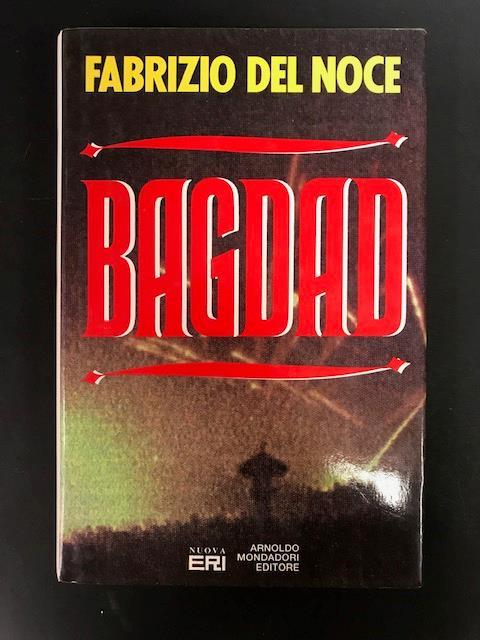 FABRIZIO DEL NOCE
BAGDAD
NUOVA
ERI
ARNOLDO
MONDADORI
EDITORE